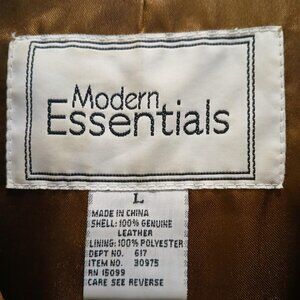 Modern
Essentials
L
MADE IN CHINA
SHELL: 100% GENUINE
LEATHER
LINING: 100% POLYESTER
DEPT NO. 617
ITEM NO. 30975
RN 15099
CARE SEE REVERSE